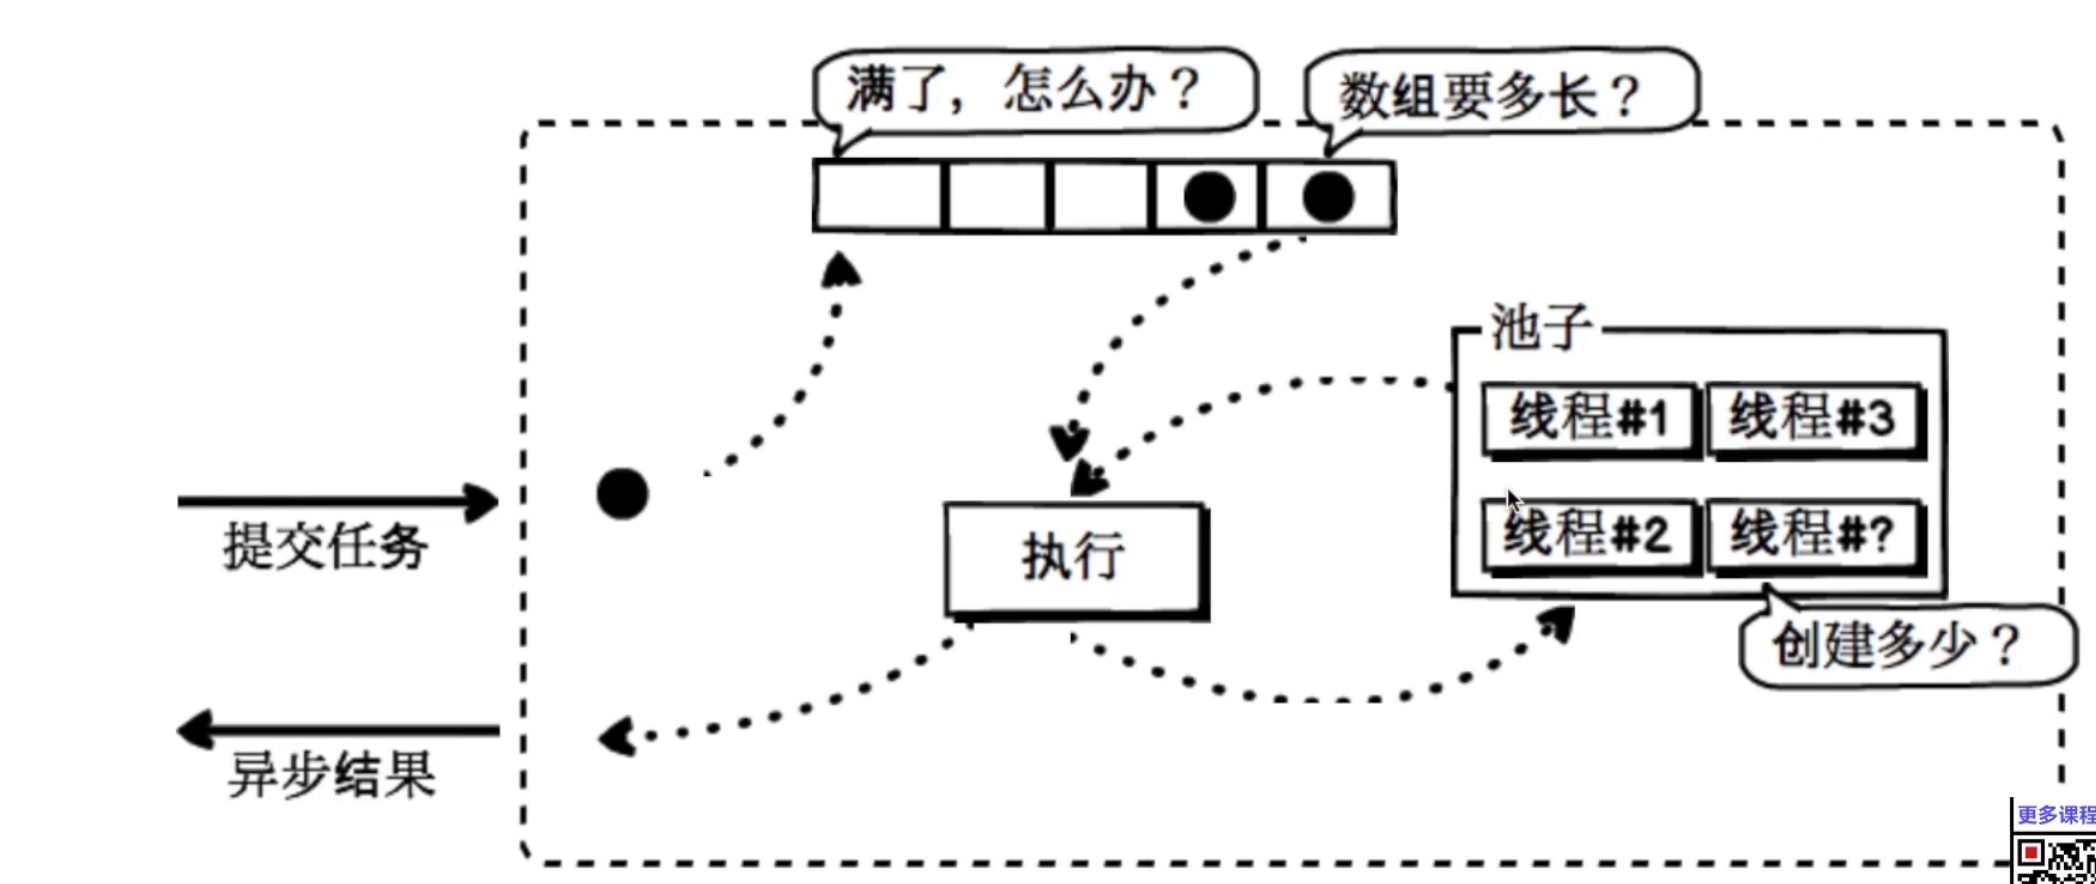 满了，怎么办？
数组要多长？
池子
线程#1
线程#3
线程#2
线程#?
提交任务
执行
创建多少？
异步结果
更多课程